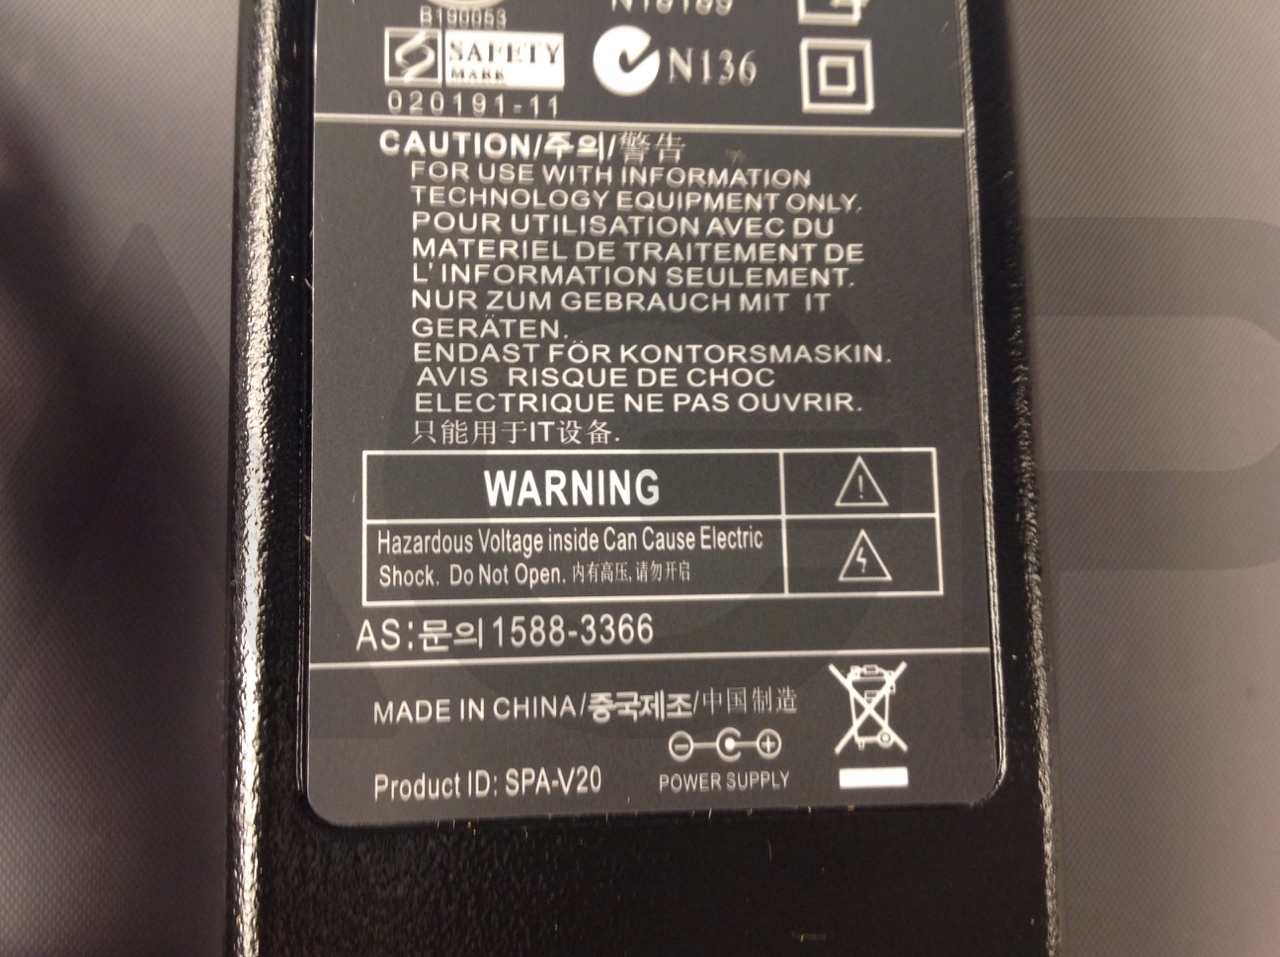 B190053
SAFETY
MARK
N136
020191-11
CAUTION/주의/警告
FOR USE WITH INFORMATION
TECHNOLOGY EQUIPMENT ONLY.
POUR UTILISATION AVEC DU
MATERIEL DE TRAITEMENT DE
L'INFORMATION SEULEMENT.
NUR ZUM GEBRAUCH MIT IT
GERÄTEN.
ENDAST FÖR KONTORSMASKIN.
AVIS RISQUE DE CHOC
ELECTRIQUE NE PAS OUVRIR.
只能用于IT设备.
WARNING
Hazardous Voltage inside Can Cause Electric
Shock. Do Not Open. 内有高压,请勿开启
AS:문의 1588-3366
MADE IN CHINA/중국제조/中国制造
Product ID: SPA-V20
POWER SUPPLY